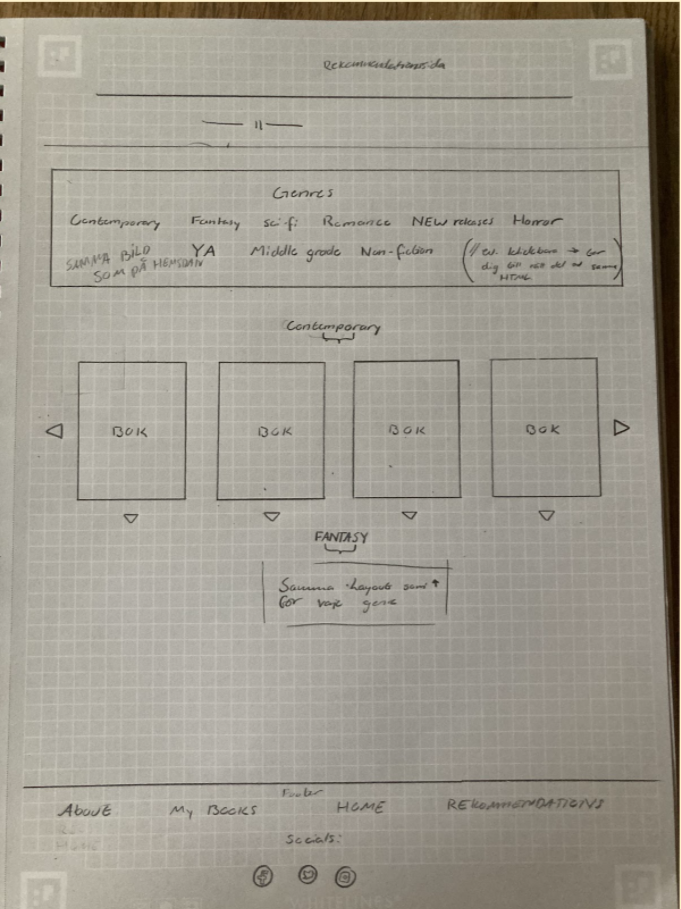 Rekommendationssida
— 11 —
Genres
Contemporary Fantasy Sci-fi Romance NEW releases Horror
SAMMA BILD SOM PÅ HEMSIDAN
YA Middle grade Non-fiction
(// ev. klickbara →
dig till rätt del av samma
HTML)
Contemporary
BOK BOK BOK BOK
FANTASY
Samma Layout som ↑
för varje genre
Footer
ABOUT My BOOKS HOME REKOMMENDATIONS
Socials:
WHITELINES